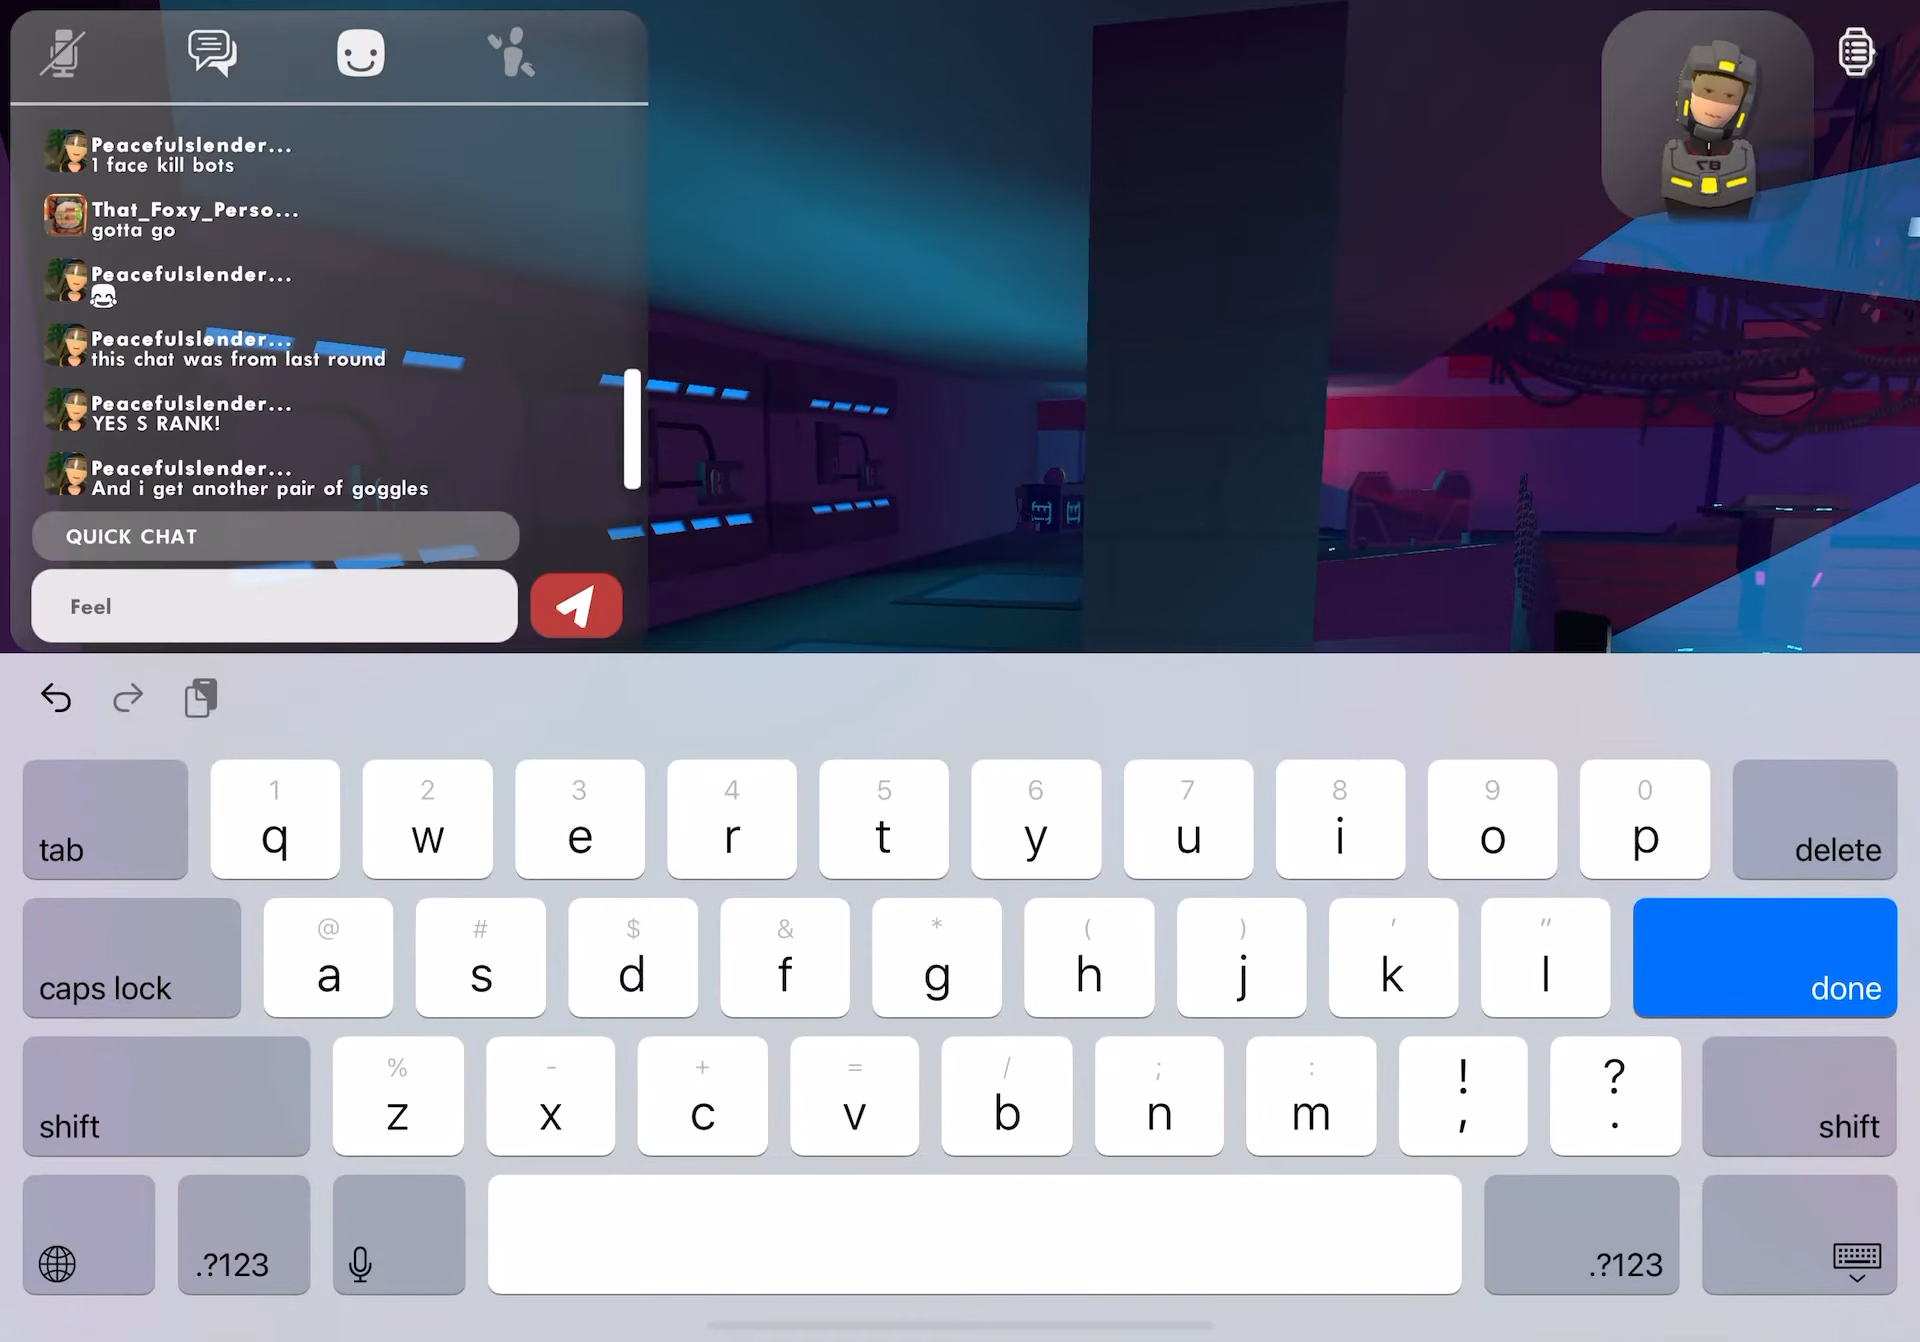 Peacefulslender...
1 face kill bots
That_Foxy_Perso...
gotta go
Peacefulslender...
😂
Peacefulslender...
this chat was from last round
Peacefulslender...
YES S RANK!
Peacefulslender...
And i get another pair of goggles
QUICK CHAT
Feel
1 2 3 4 5 6 7 8 9 0
tab q w e r t y u i o p delete
@ # $ & * ( ) ' "
caps lock a s d f g h j k l done
% - + = / ; : ! ?
shift z x c v b n m , . shift
.?123 .?123